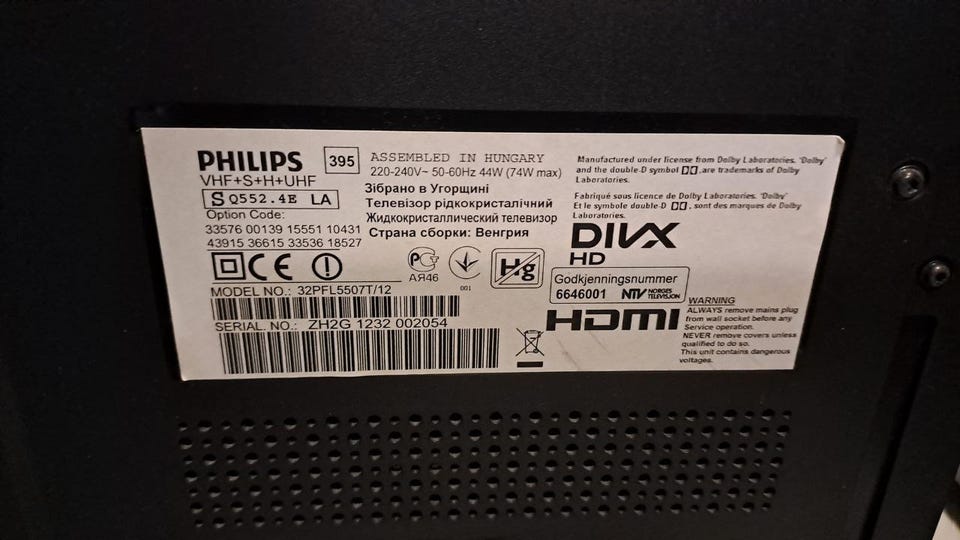 PHILIPS 395 ASSEMBLED IN HUNGARY
VHF+S+H+UHF 220-240V~ 50-60Hz 44W (74W max)
S Q552.4E LA
Option Code:
33576 00139 15551 10431
43915 36615 33536 18527
Зібрано в Угорщині
Телевізор рідкокристалічний
Жидкокристаллический телевизор
Страна сборки: Венгрия
Manufactured under license from Dolby Laboratories. 'Dolby'
and the double-D symbol are trademarks of Dolby
Laboratories.
Fabriqué sous licence de Dolby Laboratories. 'Dolby'
Et le symbole double-D , sont des marques de Dolby
Laboratories.
DIVX
HD
CE
АЯ46
001
Hg
Godkjenningsnummer
6646001 NTV NORGES
TELEVISJON
MODEL NO.: 32PFL5507T/12
SERIAL. NO.: ZH2G 1232 002054
HDMI
WARNING
ALWAYS remove mains plug
from wall socket before any
Service operation.
NEVER remove covers unless
qualified to do so.
This unit contains dangerous
voltages.